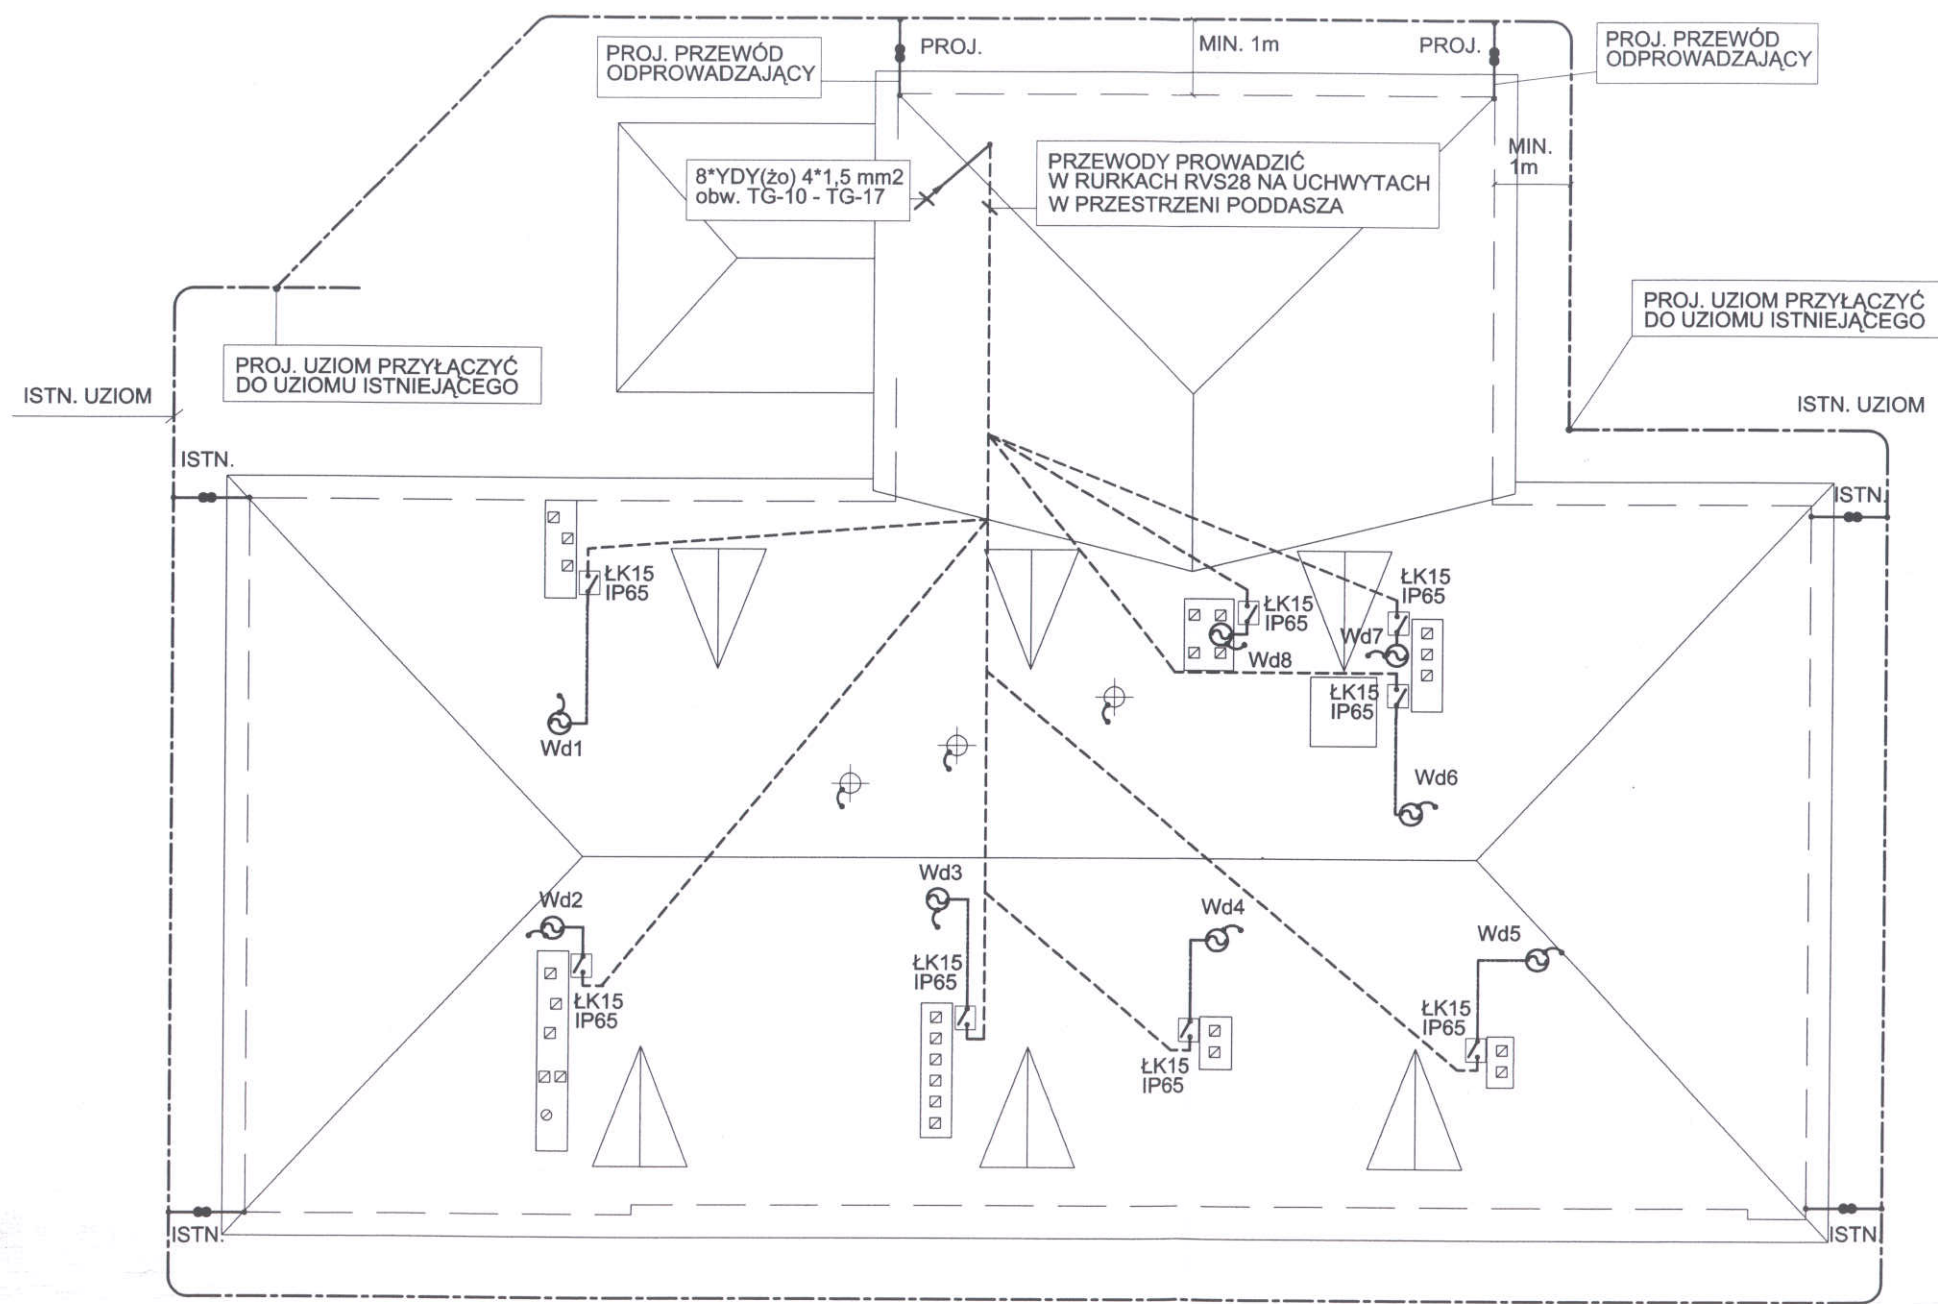 PROJ. PRZEWÓD
ODPROWADZAJĄCY
PROJ.
MIN. 1m
PROJ.
PROJ. PRZEWÓD
ODPROWADZAJĄCY
8*YDY(żo) 4*1,5 mm2
obw. TG-10 - TG-17
PRZEWODY PROWADZIĆ
W RURKACH RVS28 NA UCHWYTACH
W PRZESTRZENI PODDASZA
MIN.
1m
PROJ. UZIOM PRZYŁĄCZYĆ
DO UZIOMU ISTNIEJĄCEGO
PROJ. UZIOM PRZYŁĄCZYĆ
DO UZIOMU ISTNIEJĄCEGO
ISTN. UZIOM
ISTN. UZIOM
ISTN.
ISTN.
ŁK15
IP65
ŁK15
IP65
ŁK15
IP65
Wd7
Wd8
ŁK15
IP65
Wd1
Wd6
Wd2
Wd3
Wd4
Wd5
ŁK15
IP65
ŁK15
IP65
ŁK15
IP65
ŁK15
IP65
ISTN.
ISTN.